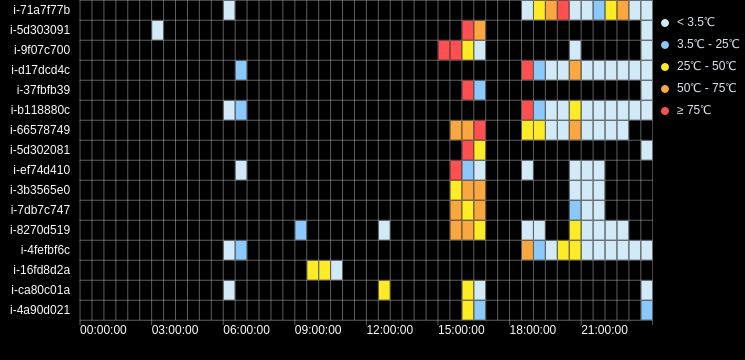 i-71a7f77b
i-5d303091
i-9f07c700
i-d17dcd4c
i-37fbfb39
i-b118880c
i-66578749
i-5d302081
i-ef74d410
i-3b3565e0
i-7db7c747
i-8270d519
i-4fefbf6c
i-16fd8d2a
i-ca80c01a
i-4a90d021
00:00:00 03:00:00 06:00:00 09:00:00 12:00:00 15:00:00 18:00:00 21:00:00
< 3.5℃
3.5℃ - 25℃
25℃ - 50℃
50℃ - 75℃
≥ 75℃